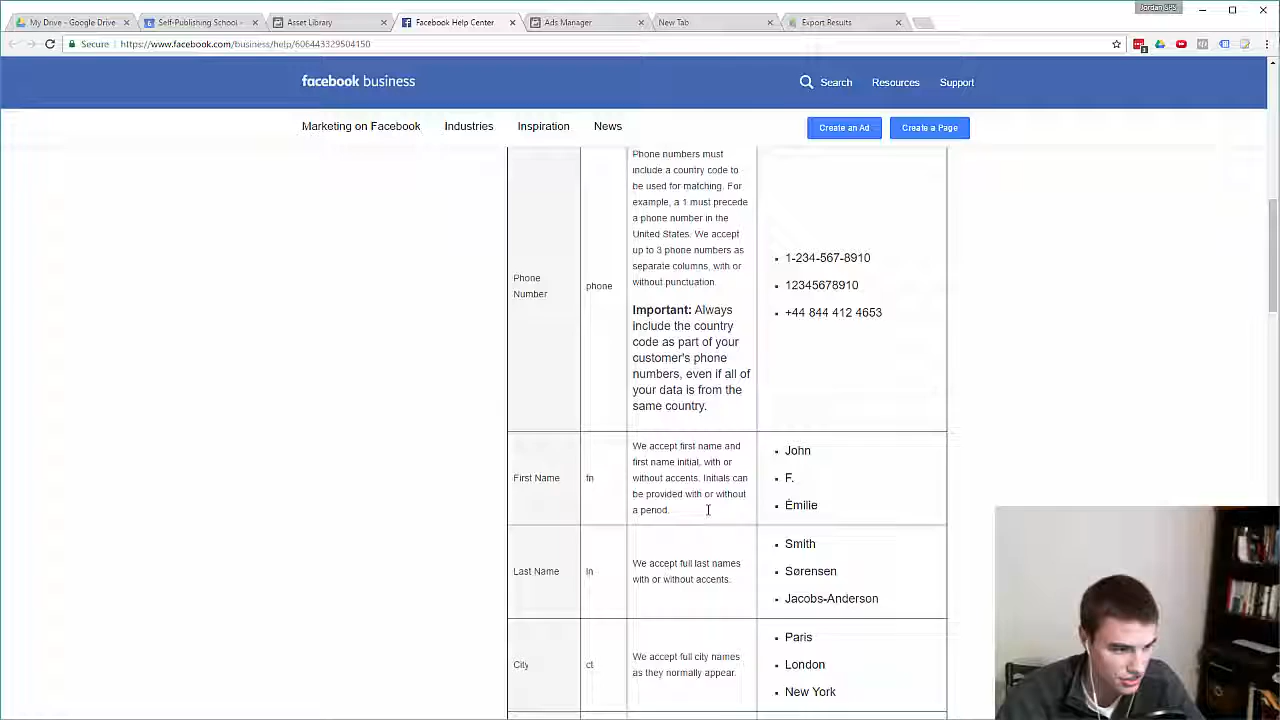 Jordan SPS
My Drive - Google Drive
Self-Publishing School -
Asset Library
Facebook Help Center
Ads Manager
New Tab
Export Results
Secure
https://www.facebook.com/business/help/606443329504150
facebook business
Search
Resources
Support
Marketing on Facebook
Industries
Inspiration
News
Create an Ad
Create a Page
Phone
Number
phone
Phone numbers must
include a country code to
be used for matching. For
example, a 1 must precede
a phone number in the
United States. We accept
up to 3 phone numbers as
separate columns, with or
without punctuation.
Important: Always
include the country
code as part of your
customer's phone
numbers, even if all of
your data is from the
same country.
1-234-567-8910
12345678910
+44 844 412 4653
First Name
fn
We accept first name and
first name initial, with or
without accents. Initials can
be provided with or without
a period.
John
F.
Émilie
Last Name
ln
We accept full last names
with or without accents.
Smith
Sørensen
Jacobs-Anderson
City
ct
We accept full city names
as they normally appear.
Paris
London
New York